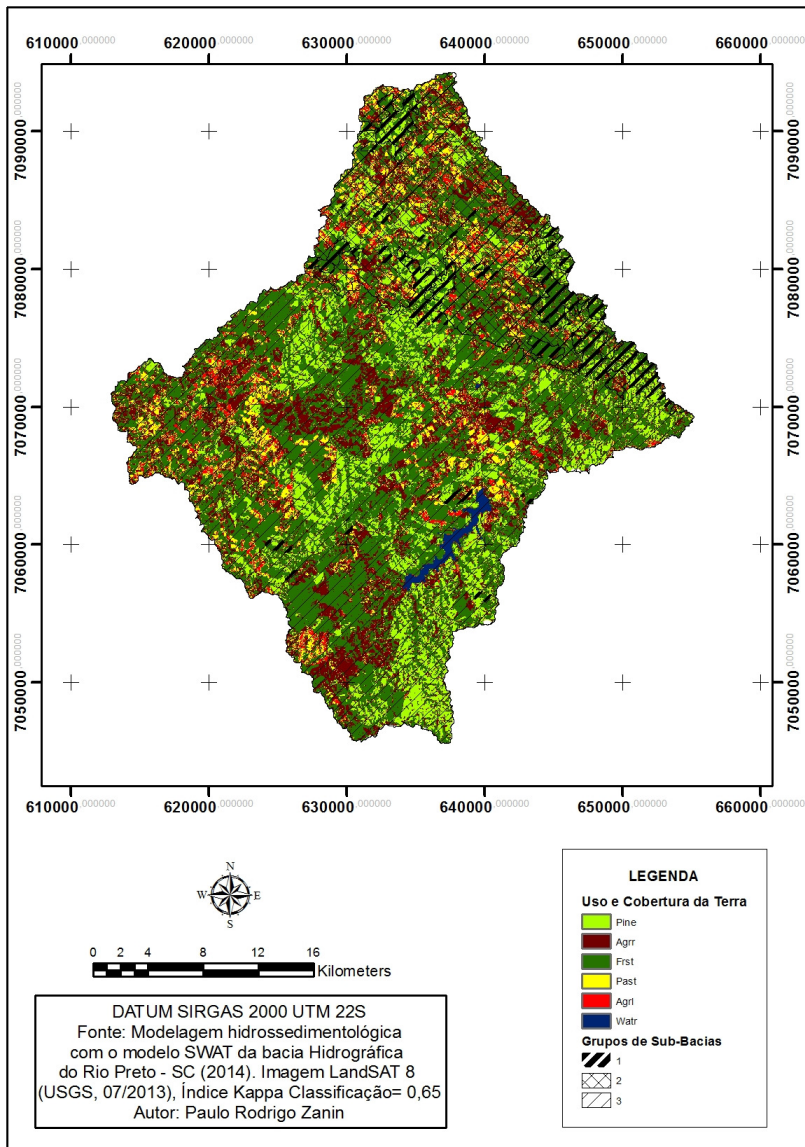 610000,000000 620000,000000 630000,000000 640000,000000 650000,000000 660000,000000
7090000,000000 7090000,000000
7080000,000000 7080000,000000
7070000,000000 7070000,000000
7060000,000000 7060000,000000
7050000,000000 7050000,000000
610000,000000 620000,000000 630000,000000 640000,000000 650000,000000 660000,000000
N
W E
S
0 2 4 8 12 16
Kilometers
DATUM SIRGAS 2000 UTM 22S
Fonte: Modelagem hidrossedimentológica
com o modelo SWAT da bacia Hidrográfica
do Rio Preto - SC (2014). Imagem LandSAT 8
(USGS, 07/2013), Índice Kappa Classificação= 0,65
Autor: Paulo Rodrigo Zanin
LEGENDA
Uso e Cobertura da Terra
Pine
Agrr
Frst
Past
Agrl
Watr
Grupos de Sub-Bacias
1
2
3